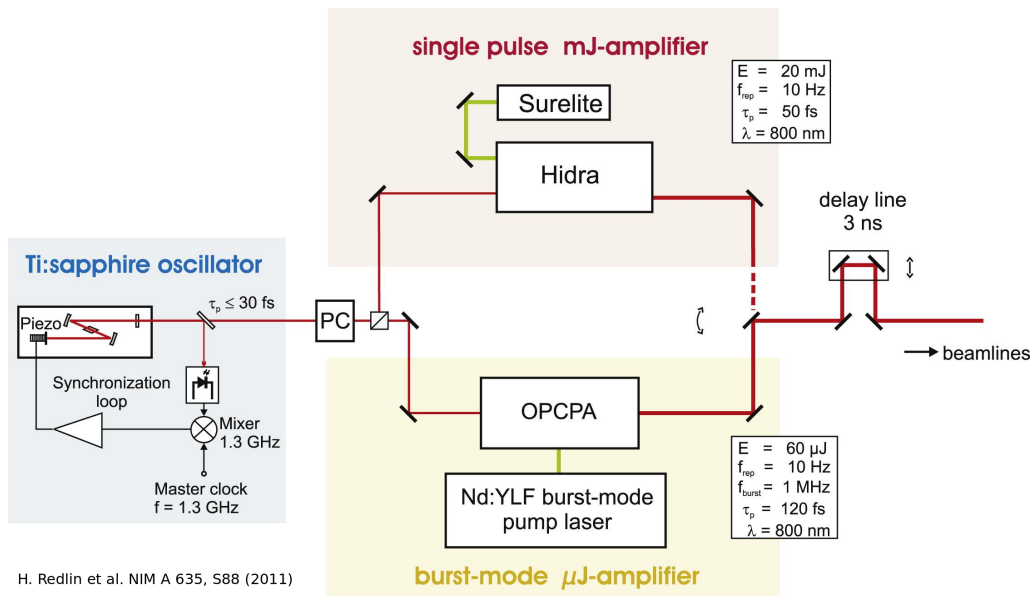 single pulse mJ-amplifier
E = 20 mJ
f_rep = 10 Hz
τ_p = 50 fs
λ = 800 nm
Surelite
Hidra
delay line
3 ns
Ti:sapphire oscillator
τ_p ≤ 30 fs
Piezo
PC
beamlines
Synchronization
loop
Mixer
1.3 GHz
Master clock
f = 1.3 GHz
OPCPA
E = 60 µJ
f_rep = 10 Hz
f_burst = 1 MHz
τ_p = 120 fs
λ = 800 nm
Nd:YLF burst-mode
pump laser
burst-mode µJ-amplifier
H. Redlin et al. NIM A 635, S88 (2011)